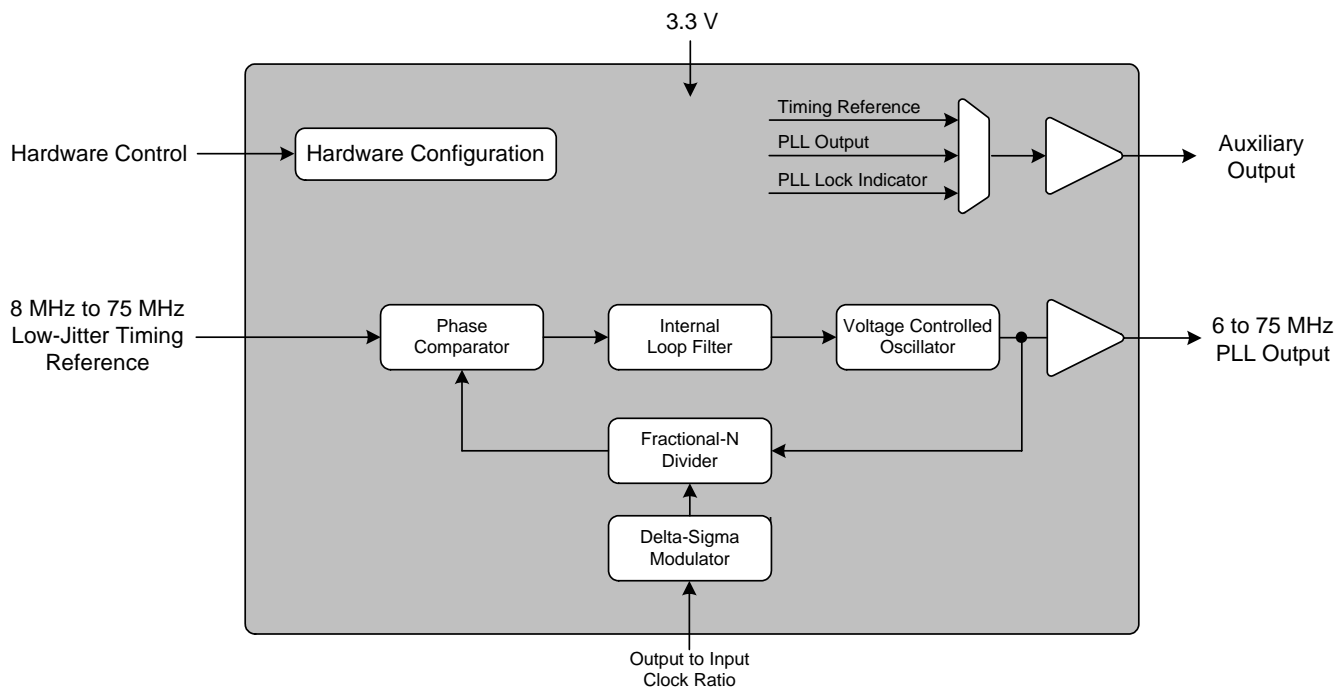 3.3 V
Timing Reference
PLL Output
PLL Lock Indicator
Hardware Control
Hardware Configuration
Auxiliary
Output
8 MHz to 75 MHz
Low-Jitter Timing
Reference
Phase
Comparator
Internal
Loop Filter
Voltage Controlled
Oscillator
6 to 75 MHz
PLL Output
Fractional-N
Divider
Delta-Sigma
Modulator
Output to Input
Clock Ratio